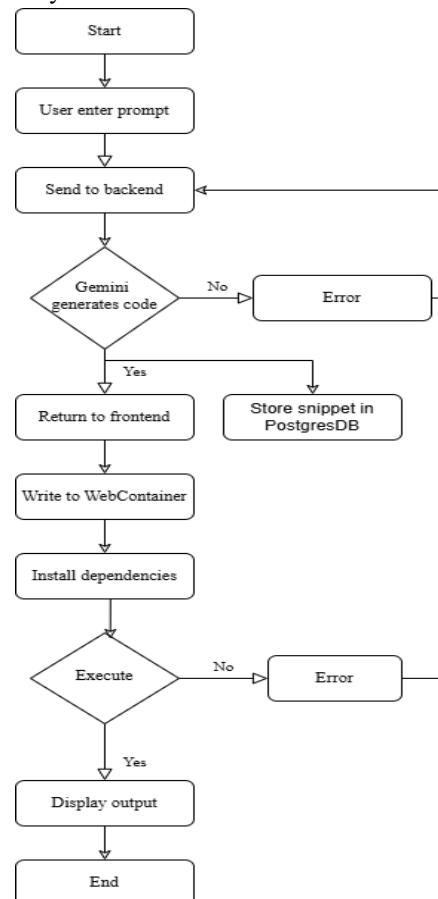 Start
User enter prompt
Send to backend
Gemini
generates code
No
Error
Yes
Return to frontend
Store snippet in
PostgresDB
Write to WebContainer
Install dependencies
Execute
No
Error
Yes
Display output
End